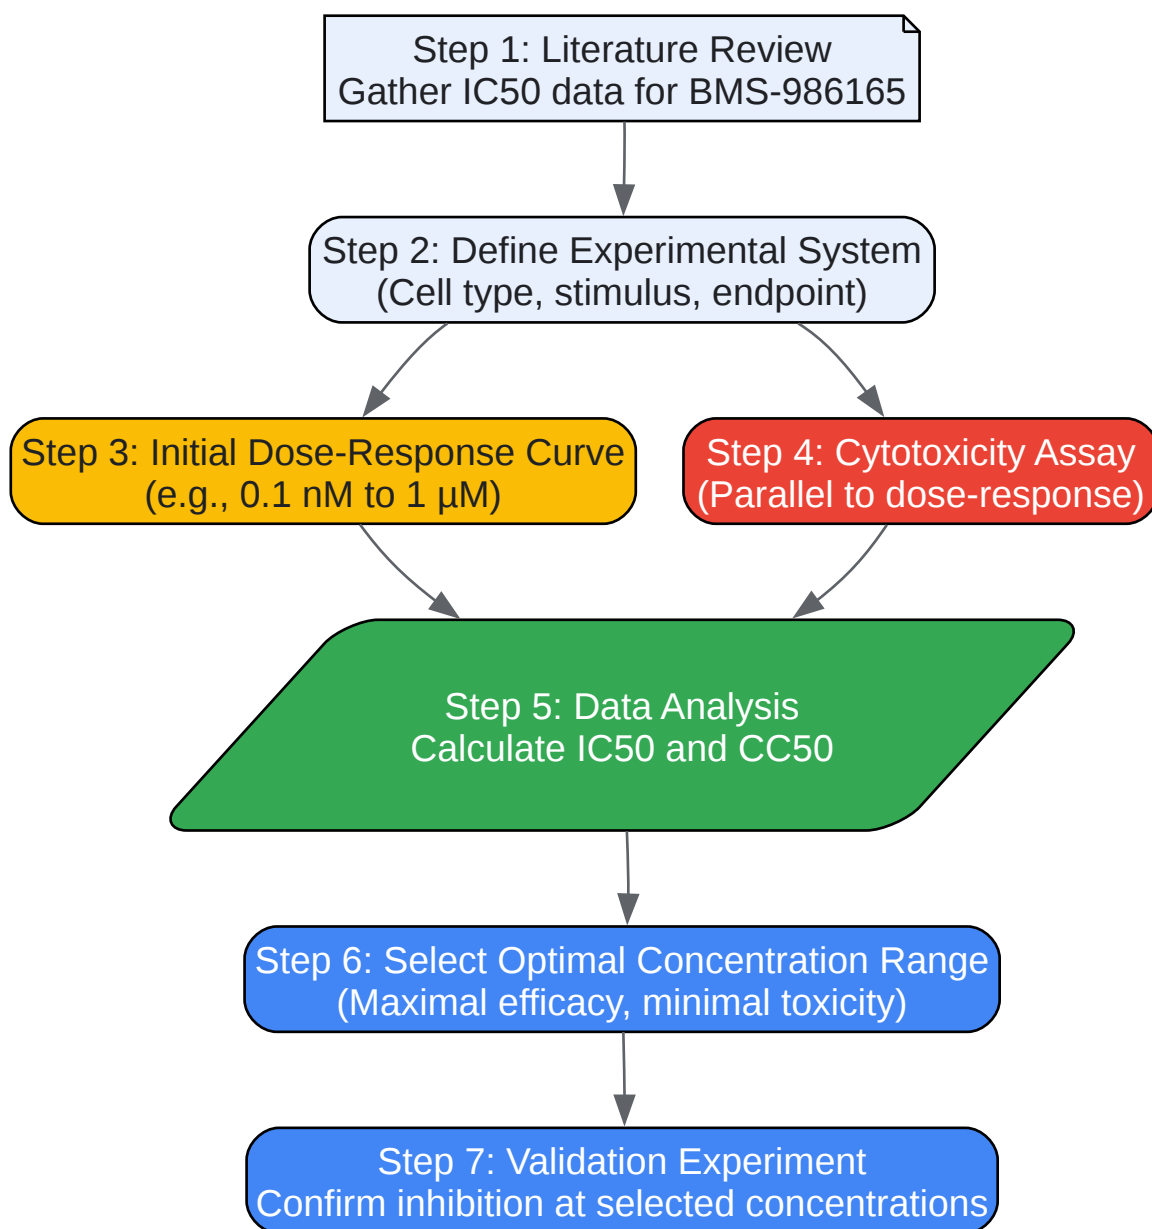 Step 1: Literature Review
Gather IC50 data for BMS-986165
Step 2: Define Experimental System
(Cell type, stimulus, endpoint)
Step 3: Initial Dose-Response Curve
(e.g., 0.1 nM to 1 µM)
Step 4: Cytotoxicity Assay
(Parallel to dose-response)
Step 5: Data Analysis
Calculate IC50 and CC50
Step 6: Select Optimal Concentration Range
(Maximal efficacy, minimal toxicity)
Step 7: Validation Experiment
Confirm inhibition at selected concentrations